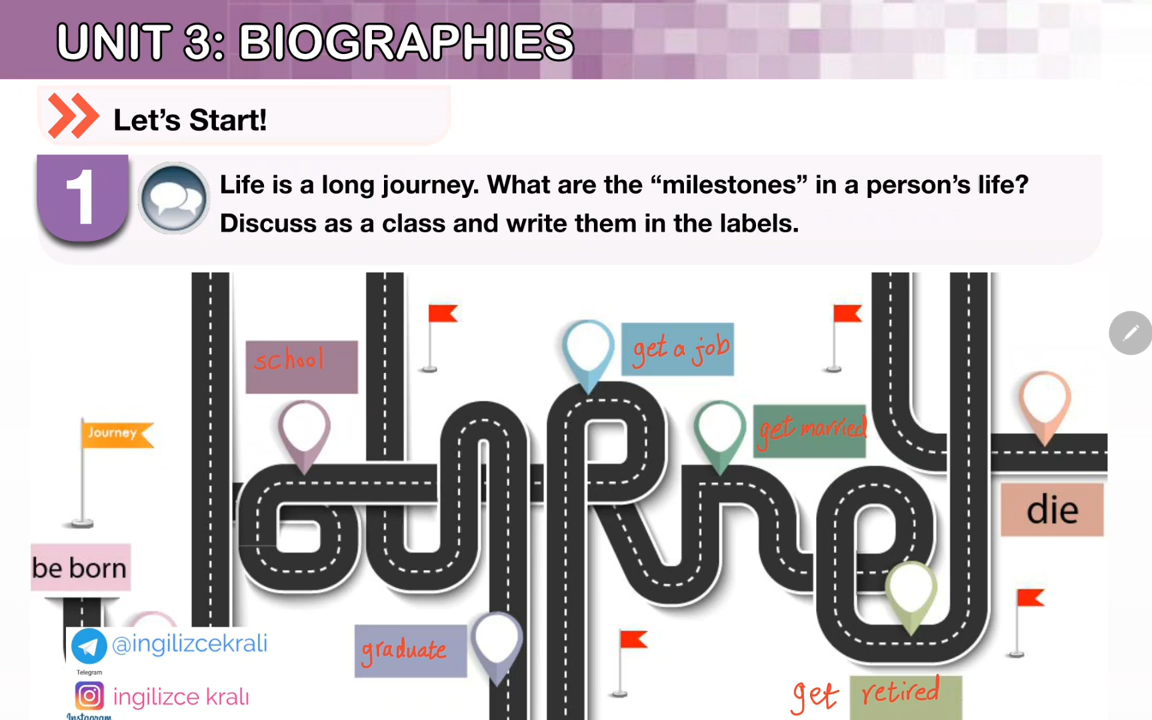 UNIT 3: BIOGRAPHIES
Let's Start!
1
Life is a long journey. What are the “milestones” in a person's life?
Discuss as a class and write them in the labels.
school
get a job
get married
Journey
die
be born
graduate
get retired
@ingilizcekrali
Telegram
ingilizce kralı
Instagram